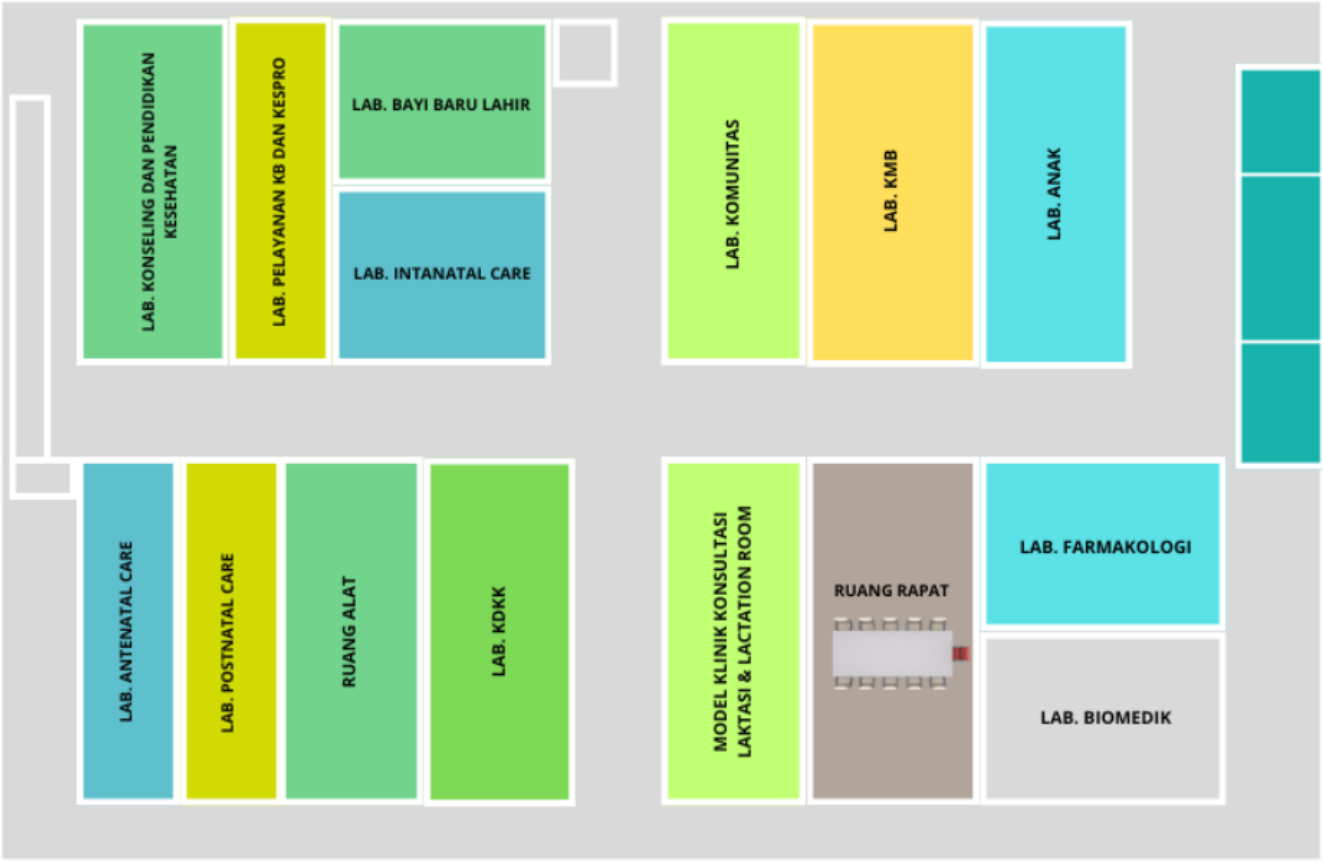 LAB. KONSELING DAN PENDIDIKAN
KESEHATAN
LAB. PELAYANAN KB DAN KESPRO
LAB. BAYI BARU LAHIR
LAB. INTANATAL CARE
LAB. KOMUNITAS
LAB. KMB
LAB. ANAK
LAB. ANTENATAL CARE
LAB. POSTNATAL CARE
RUANG ALAT
LAB. KDKK
MODEL KLINIK KONSULTASI
LAKTASI & LACTATION ROOM
RUANG RAPAT
LAB. FARMAKOLOGI
LAB. BIOMEDIK